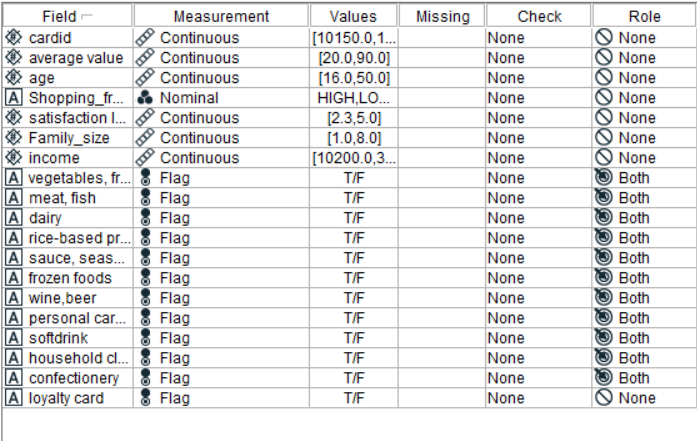 Field Measurement Values Missing Check Role
cardid Continuous [10150.0,1... None None
average value Continuous [20.0,90.0] None None
age Continuous [16.0,50.0] None None
A Shopping_fr... Nominal HIGH,LO... None None
satisfaction l... Continuous [2.3,5.0] None None
Family_size Continuous [1.0,8.0] None None
income Continuous [10200.0,3... None None
A vegetables, fr... Flag T/F None Both
A meat, fish Flag T/F None Both
A dairy Flag T/F None Both
A rice-based pr... Flag T/F None Both
A sauce, seas... Flag T/F None Both
A frozen foods Flag T/F None Both
A wine,beer Flag T/F None Both
A personal car... Flag T/F None Both
A softdrink Flag T/F None Both
A household cl... Flag T/F None Both
A confectionery Flag T/F None Both
A loyalty card Flag T/F None None